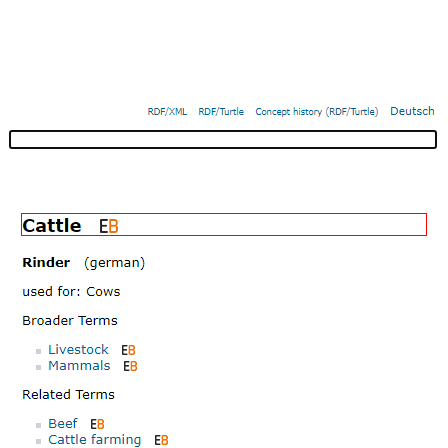 RDF/XML RDF/Turtle Concept history (RDF/Turtle) Deutsch
Cattle EB
Rinder (german)
used for: Cows
Broader Terms
Livestock EB
Mammals EB
Related Terms
Beef EB
Cattle farming EB